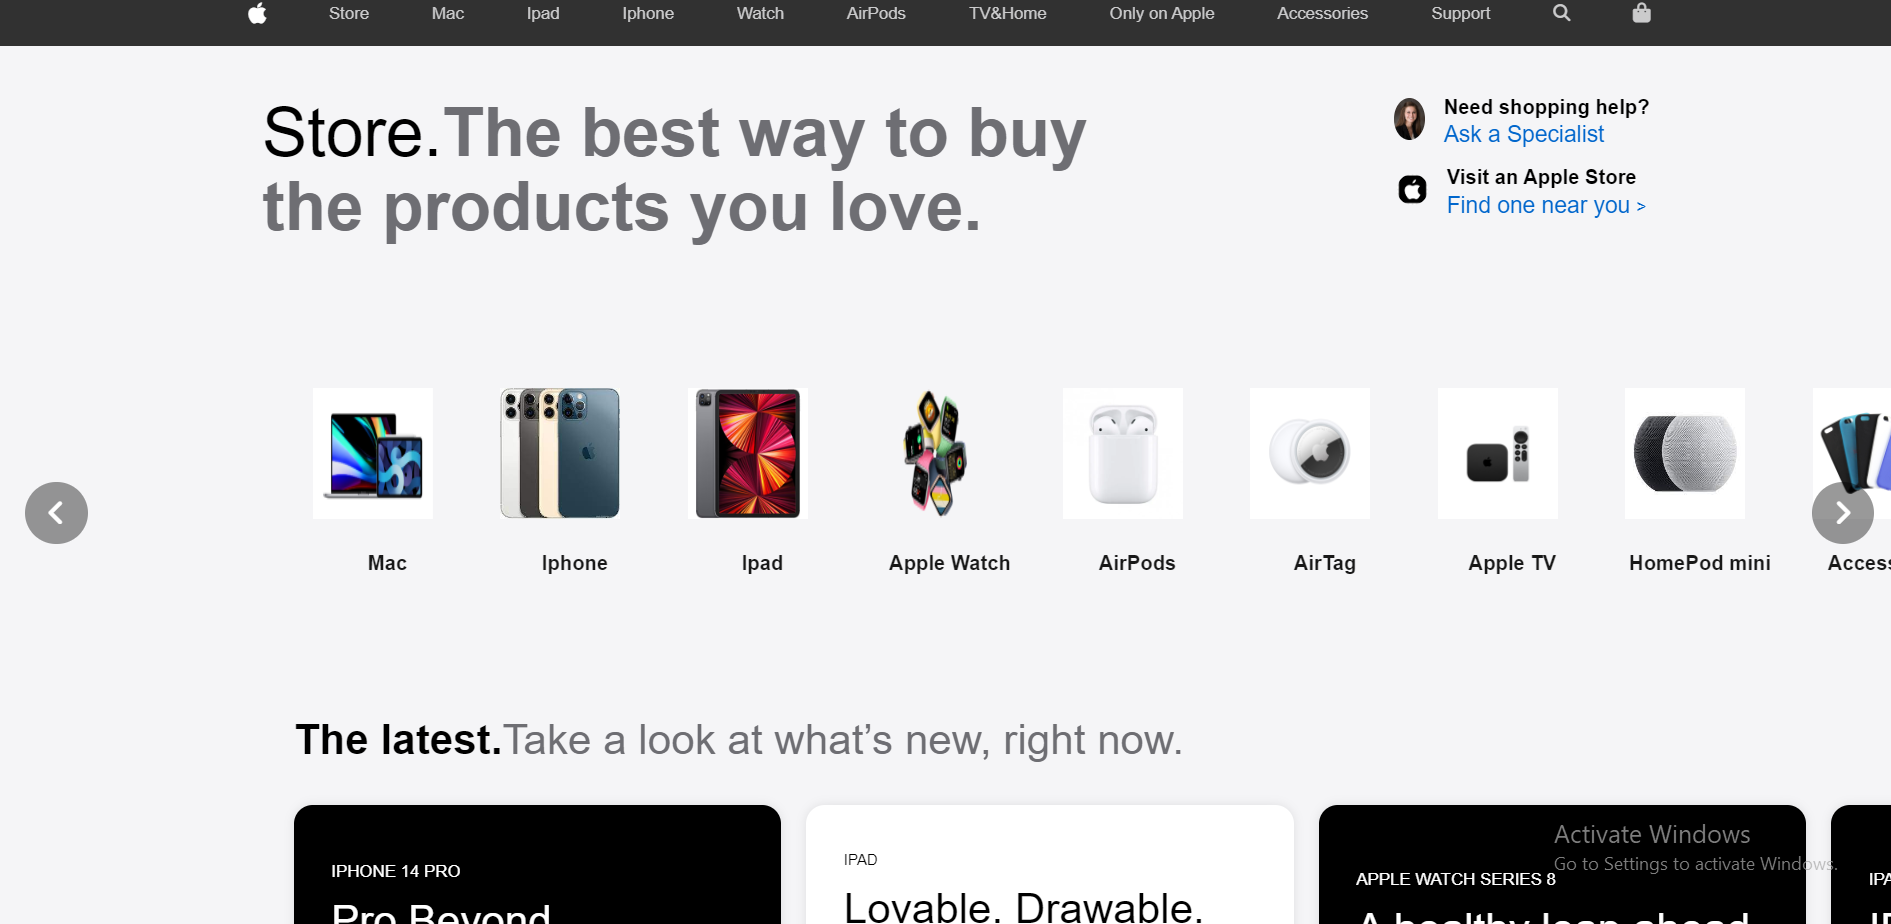 Store Mac Ipad Iphone Watch AirPods TV&Home Only on Apple Accessories Support
Store.The best way to buy
the products you love.
Need shopping help?
Ask a Specialist
Visit an Apple Store
Find one near you >
Mac Iphone Ipad Apple Watch AirPods AirTag Apple TV HomePod mini Access
The latest.Take a look at what’s new, right now.
IPHONE 14 PRO
Pro Beyond
IPAD
Lovable. Drawable.
Activate Windows
Go to Settings to activate Windows.
APPLE WATCH SERIES 8
A healthy leap ahead